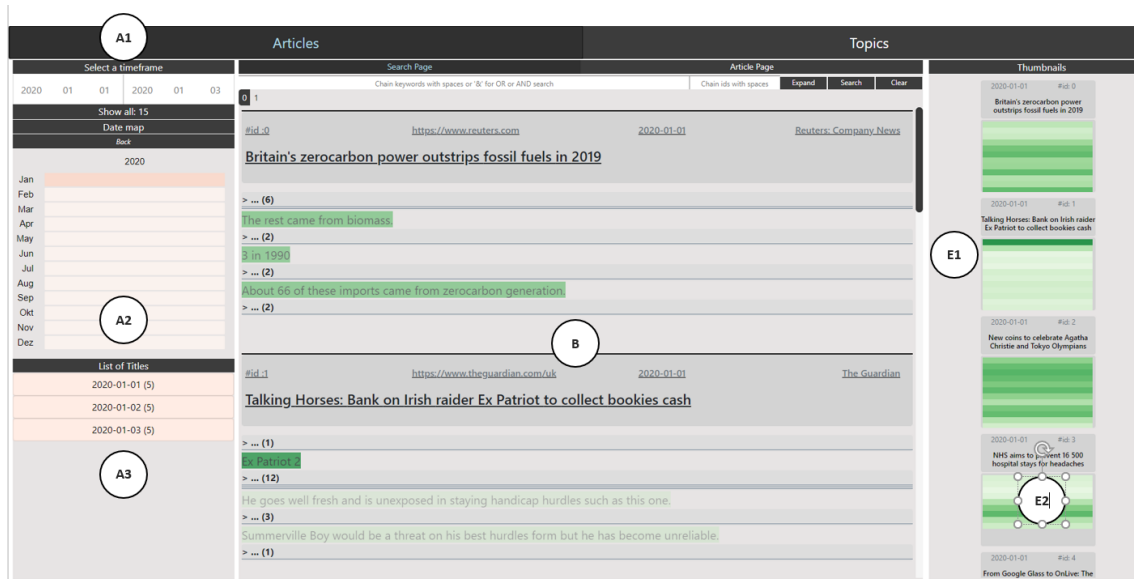 A1
Articles
Topics
Select a timeframe
2020 01 01 2020 01 03
Show all: 15
Date map
Back
2020
Jan
Feb
Mar
Apr
May
Jun
Jul
Aug
Sep
Okt
Nov
Dez
A2
List of Titles
2020-01-01 (5)
2020-01-02 (5)
2020-01-03 (5)
A3
Search Page
Article Page
Chain keywords with spaces or '&' for OR or AND search
Chain ids with spaces
Expand
Search
Clear
0 1
#id :0 https://www.reuters.com 2020-01-01 Reuters: Company News
Britain's zerocarbon power outstrips fossil fuels in 2019
> ... (6)
The rest came from biomass.
> ... (2)
3 in 1990
> ... (2)
About 66 of these imports came from zerocarbon generation.
> ... (2)
B
#id :1 https://www.theguardian.com/uk 2020-01-01 The Guardian
Talking Horses: Bank on Irish raider Ex Patriot to collect bookies cash
> ... (1)
Ex Patriot 2
> ... (12)
He goes well fresh and is unexposed in staying handicap hurdles such as this one.
> ... (3)
Summerville Boy would be a threat on his best hurdles form but he has become unreliable.
> ... (1)
Thumbnails
2020-01-01 #id: 0
Britain's zerocarbon power
outstrips fossil fuels in 2019
2020-01-01 #id: 1
Talking Horses: Bank on Irish raider
Ex Patriot to collect bookies cash
E1
2020-01-01 #id: 2
New coins to celebrate Agatha
Christie and Tokyo Olympians
2020-01-01 #id: 3
NHS aims to prevent 16 500
hospital stays for headaches
E2
2020-01-01 #id: 4
From Google Glass to OnLive: The